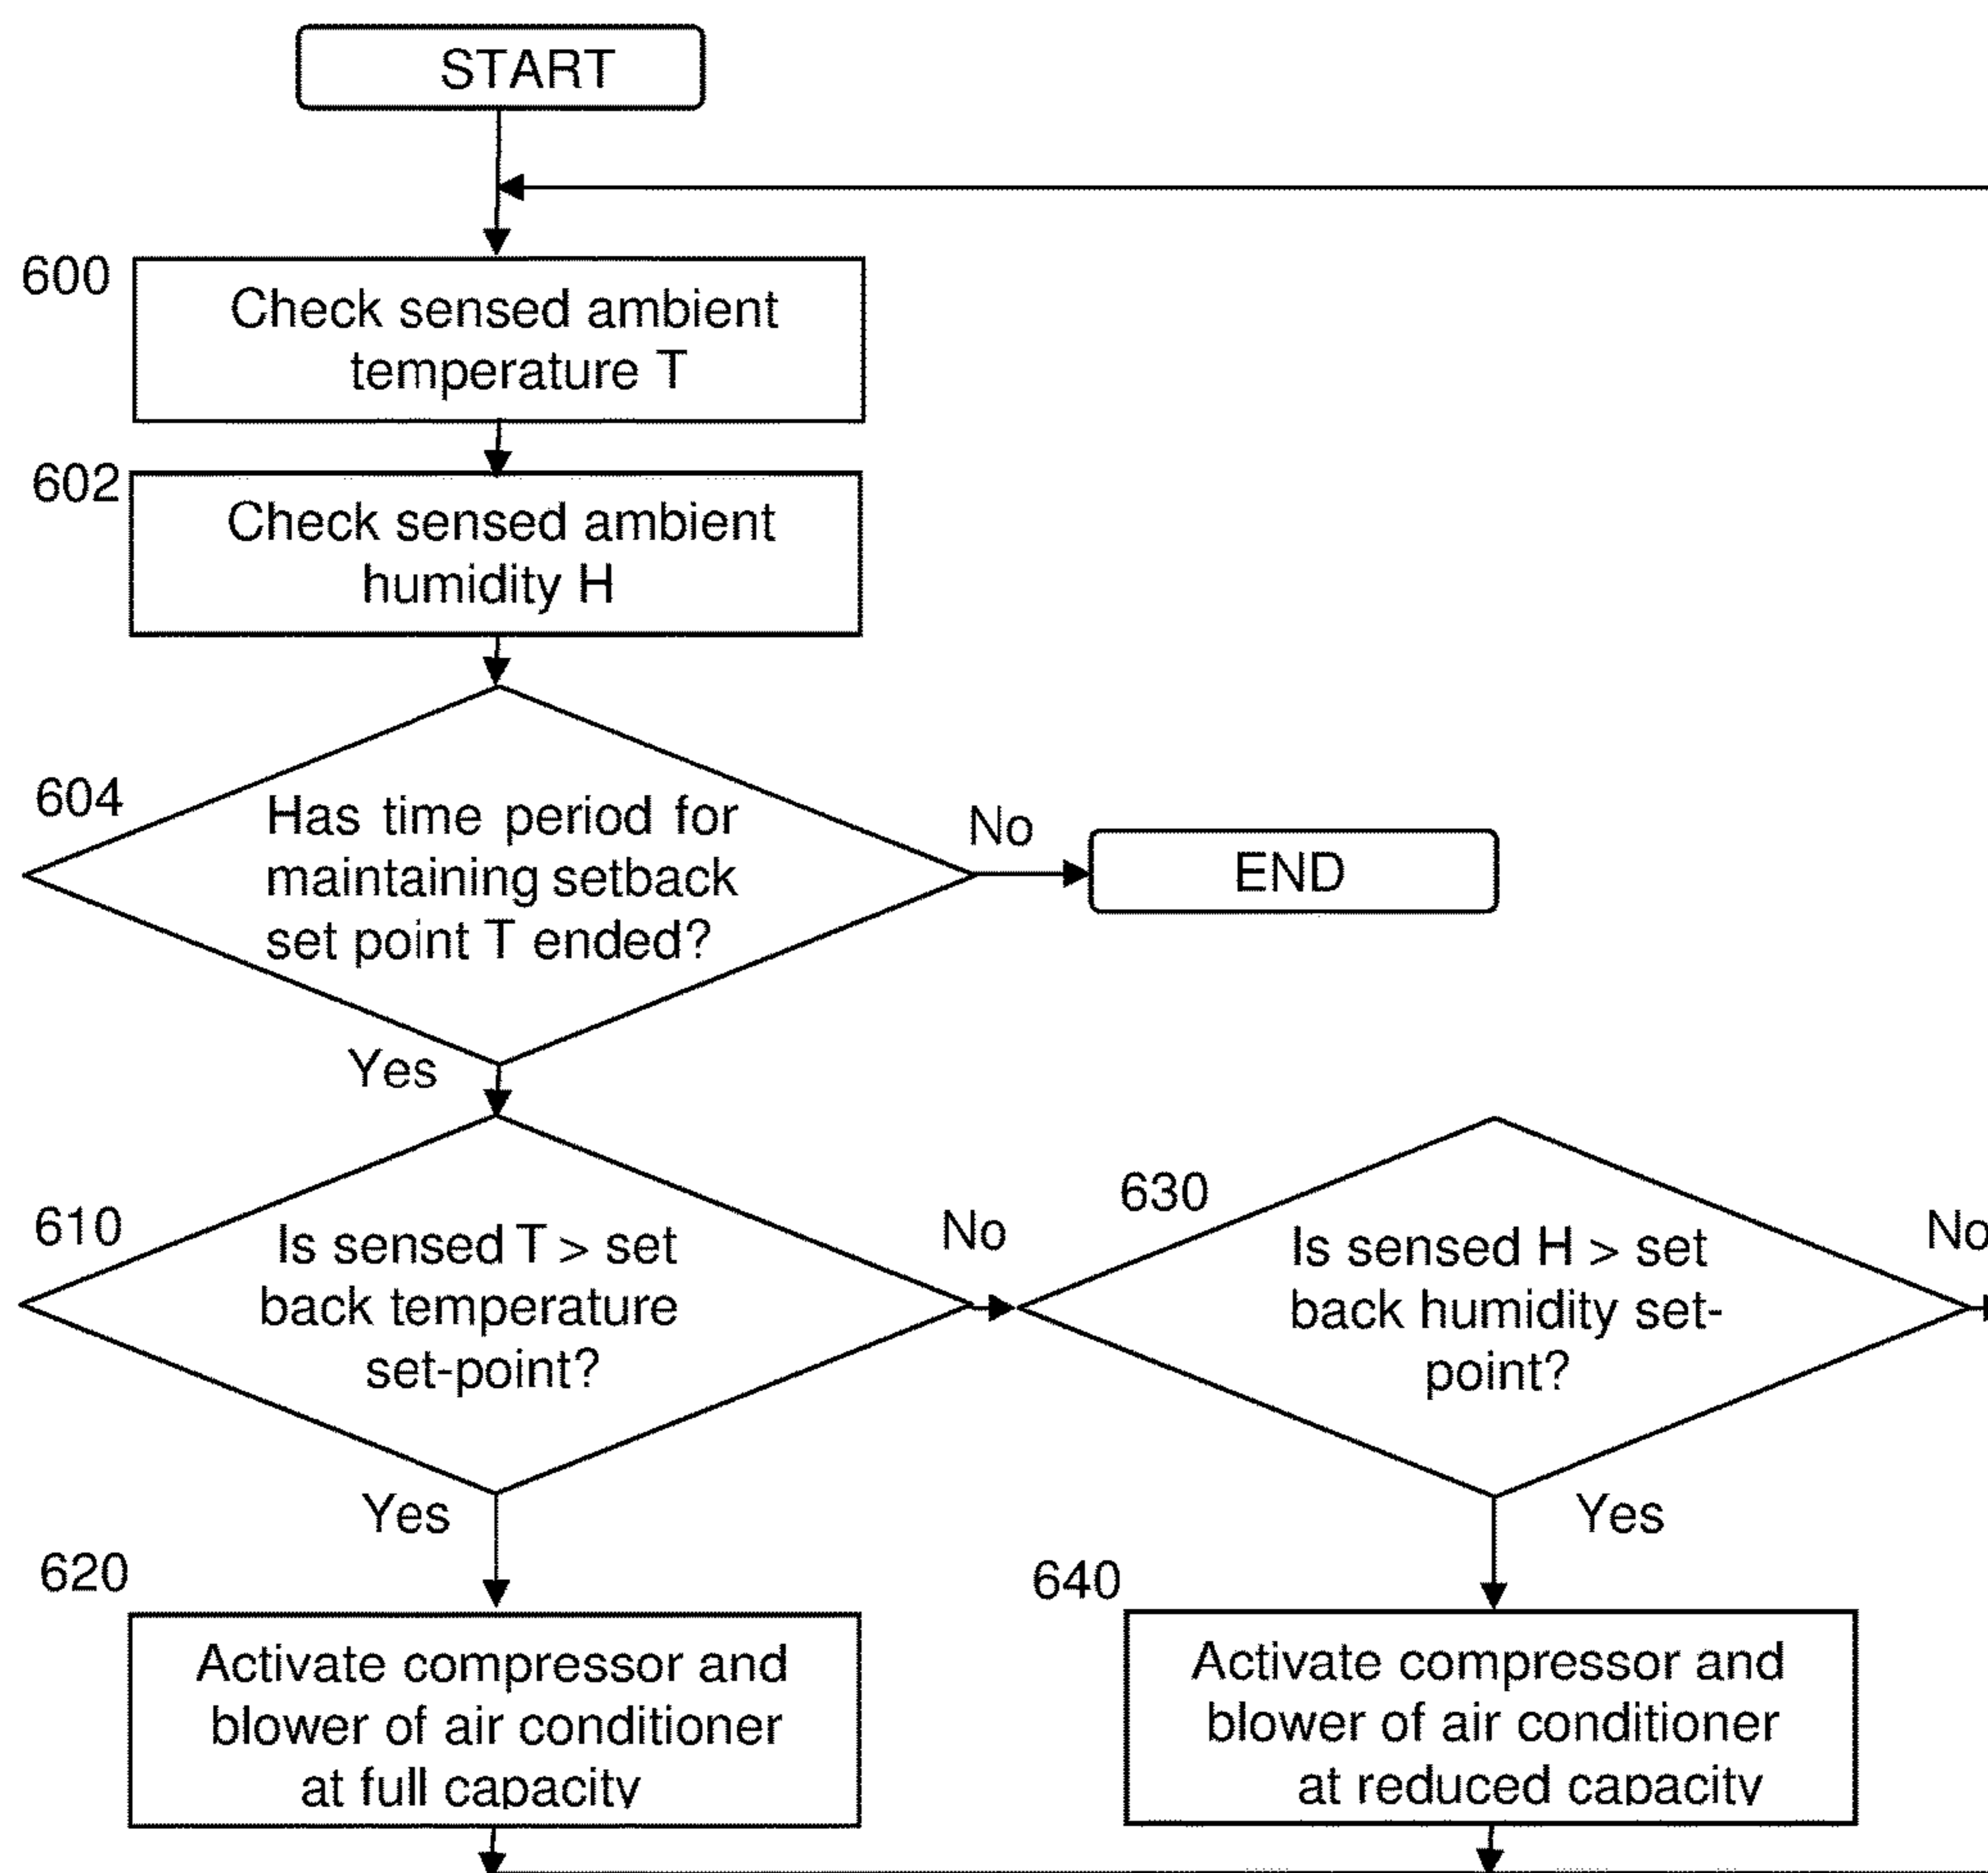 START
600
Check sensed ambient
temperature T
602
Check sensed ambient
humidity H
604
Has time period for
maintaining setback
set point T ended?
No
END
Yes
610
Is sensed T > set
back temperature
set-point?
No
630
Is sensed H > set
back humidity set-
point?
No
Yes
Yes
620
Activate compressor and
blower of air conditioner
at full capacity
640
Activate compressor and
blower of air conditioner
at reduced capacity